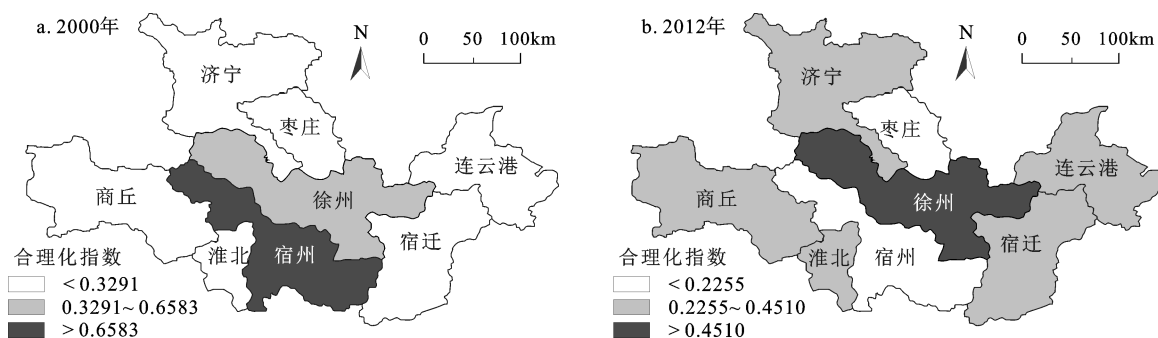 a. 2000年
N
0 50 100km
济宁
枣庄
连云港
商丘
徐州
宿迁
淮北
宿州
合理化指数
<0.3291
0.3291~0.6583
>0.6583
b. 2012年
N
0 50 100km
济宁
枣庄
连云港
商丘
徐州
宿迁
淮北
宿州
合理化指数
<0.2255
0.2255~0.4510
>0.4510